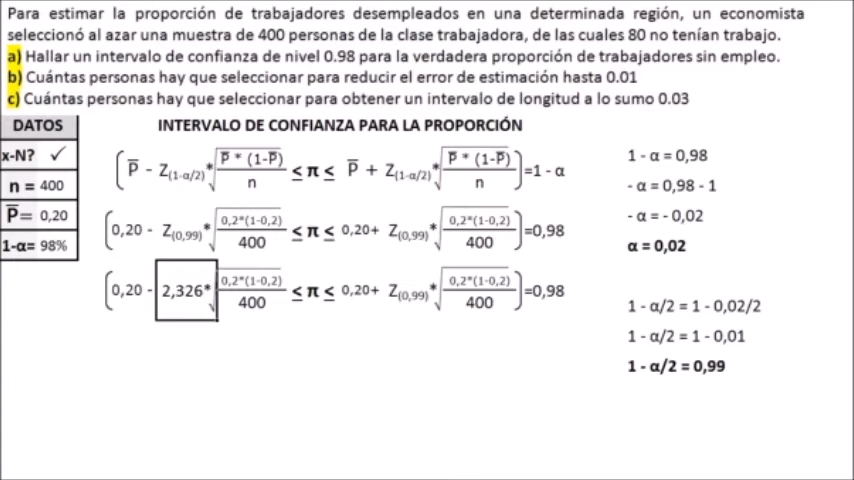 Para estimar la proporción de trabajadores desempleados en una determinada región, un economista
seleccionó al azar una muestra de 400 personas de la clase trabajadora, de las cuales 80 no tenían trabajo.
a) Hallar un intervalo de confianza de nivel 0.98 para la verdadera proporción de trabajadores sin empleo.
b) Cuántas personas hay que seleccionar para reducir el error de estimación hasta 0.01
c) Cuántas personas hay que seleccionar para obtener un intervalo de longitud a lo sumo 0.03
DATOS
x-N? ✓
n = 400
P̅= 0,20
1-α= 98%
INTERVALO DE CONFIANZA PARA LA PROPORCIÓN
(P̅ - Z(1-α/2)*√(P̅ * (1-P̅)/n) ≤ π ≤ P̅ + Z(1-α/2)*√(P̅ * (1-P̅)/n))=1 - α
(0,20 - Z(0,99)*√(0,2*(1-0,2)/400) ≤ π ≤ 0,20+ Z(0,99)*√(0,2*(1-0,2)/400))=0,98
(0,20 - 2,326*√(0,2*(1-0,2)/400) ≤ π ≤ 0,20+ Z(0,99)*√(0,2*(1-0,2)/400))=0,98
1 - α = 0,98
- α = 0,98 - 1
- α = - 0,02
α = 0,02
1 - α/2 = 1 - 0,02/2
1 - α/2 = 1 - 0,01
1 - α/2 = 0,99